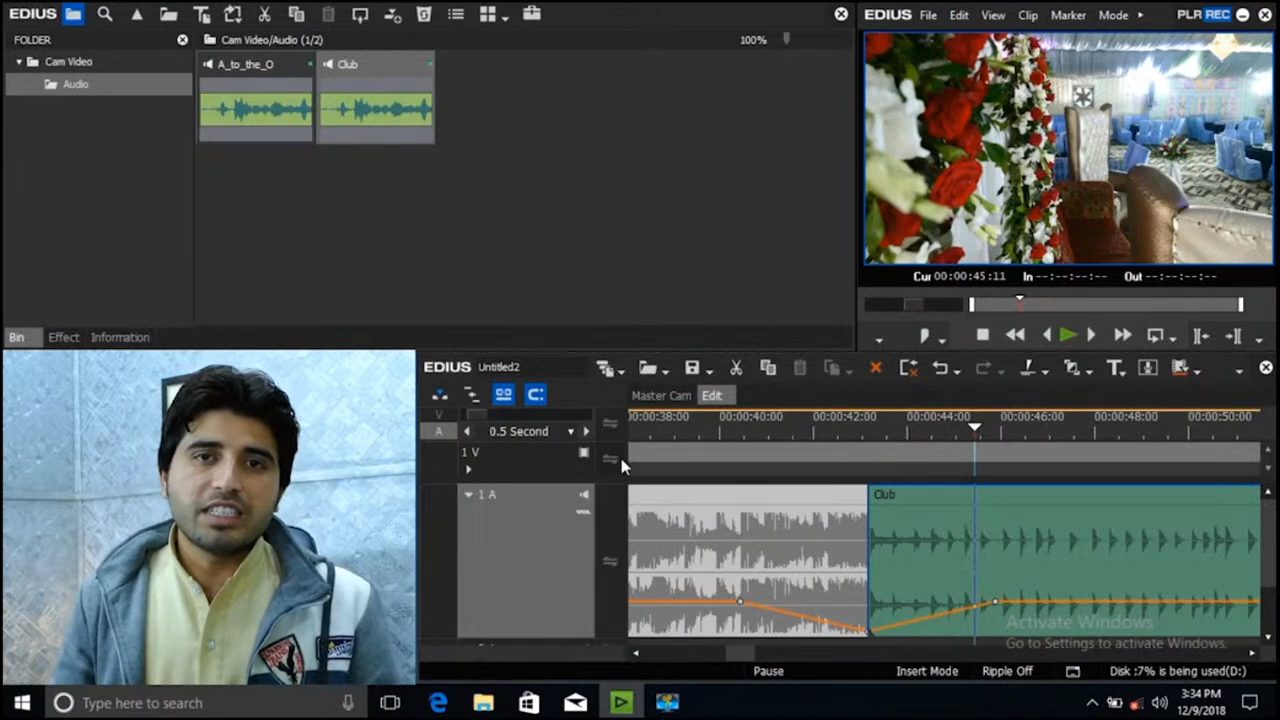 EDIUS
FOLDER
Cam Video/Audio (1/2)
100%
Cam Video
Audio
A_to_the_O
Club
Bin
Effect
Information
EDIUS
File
Edit
View
Clip
Marker
Mode
PLR
REC
Cur 00:00:45:11
In --:--:--:--
Out --:--:--:--
EDIUS
Untitled2
Master Cam
Edit
V
A
0.5 Second
00:00:38:00
00:00:40:00
00:00:42:00
00:00:44:00
00:00:46:00
00:00:48:00
00:00:50:00
1 V
1 A
VOL
Club
Activate Windows
Go to Settings to activate Windows.
Pause
Insert Mode
Ripple Off
Disk :7% is being used(D:)
Type here to search
3:34 PM
12/9/2018